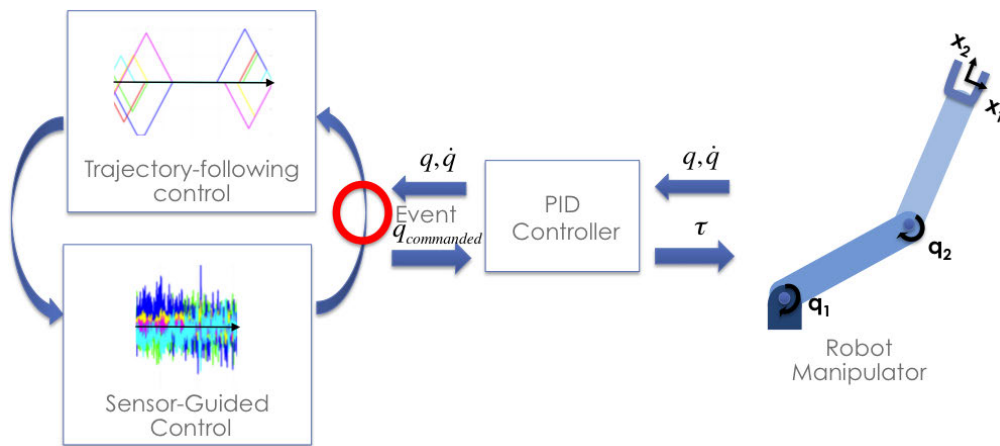 Trajectory-following
control
Event
q, q̇
q_commanded
PID
Controller
q, q̇
τ
x₂
x₁
q₂
q₁
Robot
Manipulator
Sensor-Guided
Control